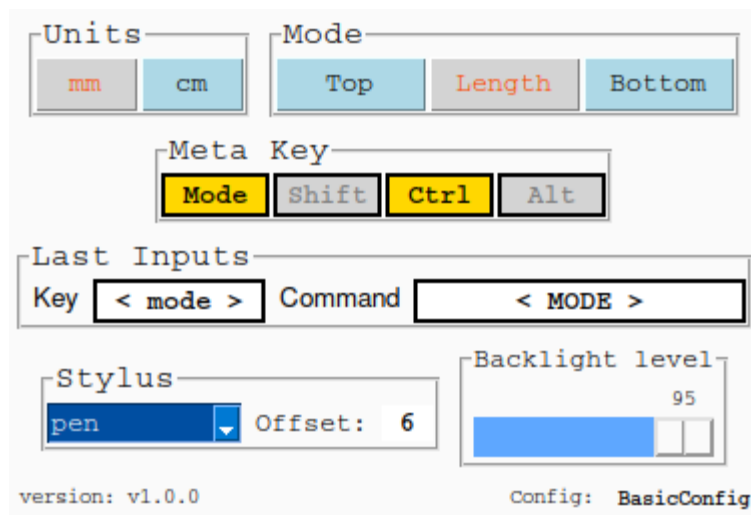 Units Mode
mm cm Top Length Bottom
Meta Key
Mode Shift Ctrl Alt
Last Inputs
Key < mode > Command < MODE >
Stylus
pen Offset: 6
Backlight level
95
version: v1.0.0 Config: BasicConfig